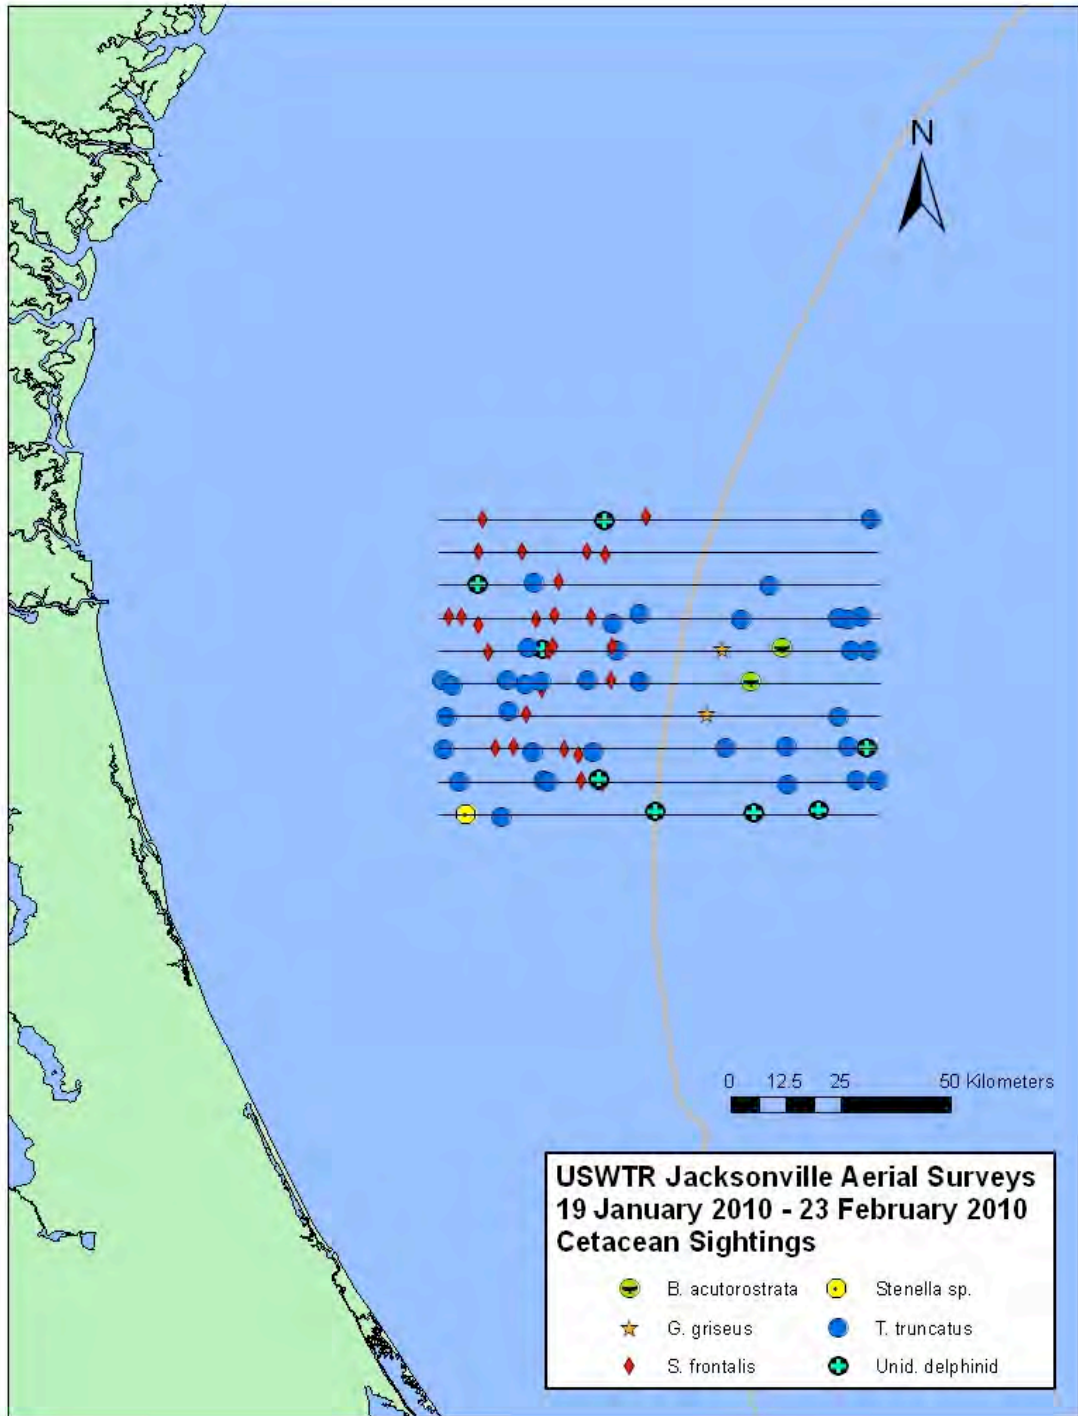 N
0 12.5 25 50 Kilometers
USWTR Jacksonville Aerial Surveys
19 January 2010 - 23 February 2010
Cetacean Sightings
B. acutorostrata
Stenella sp.
G. griseus
T. truncatus
S. frontalis
Unid. delphinid